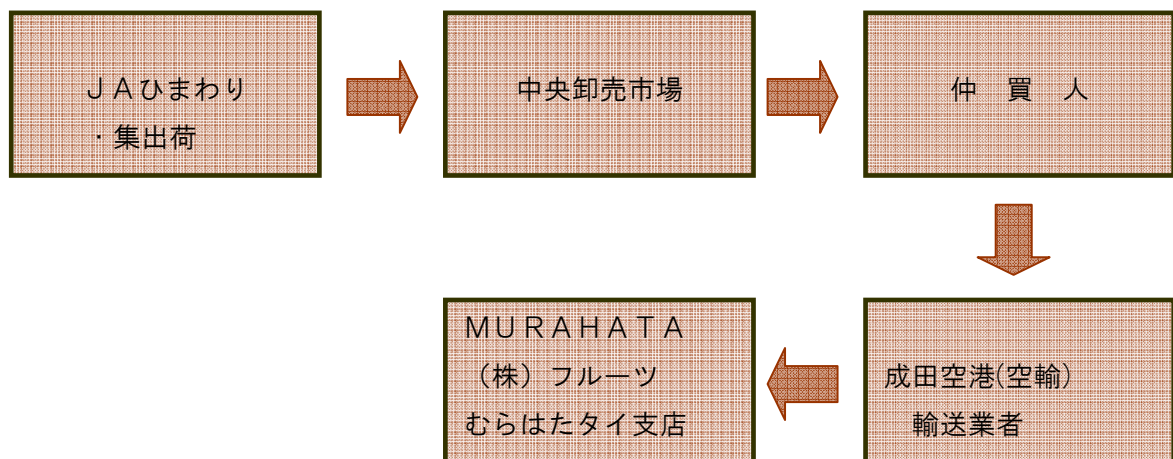 ＪＡひまわり
・集出荷
中央卸売市場
仲　買　人
成田空港(空輸)
輸送業者
ＭＵＲＡＨＡＴＡ
（株）フルーツ
むらはたタイ支店